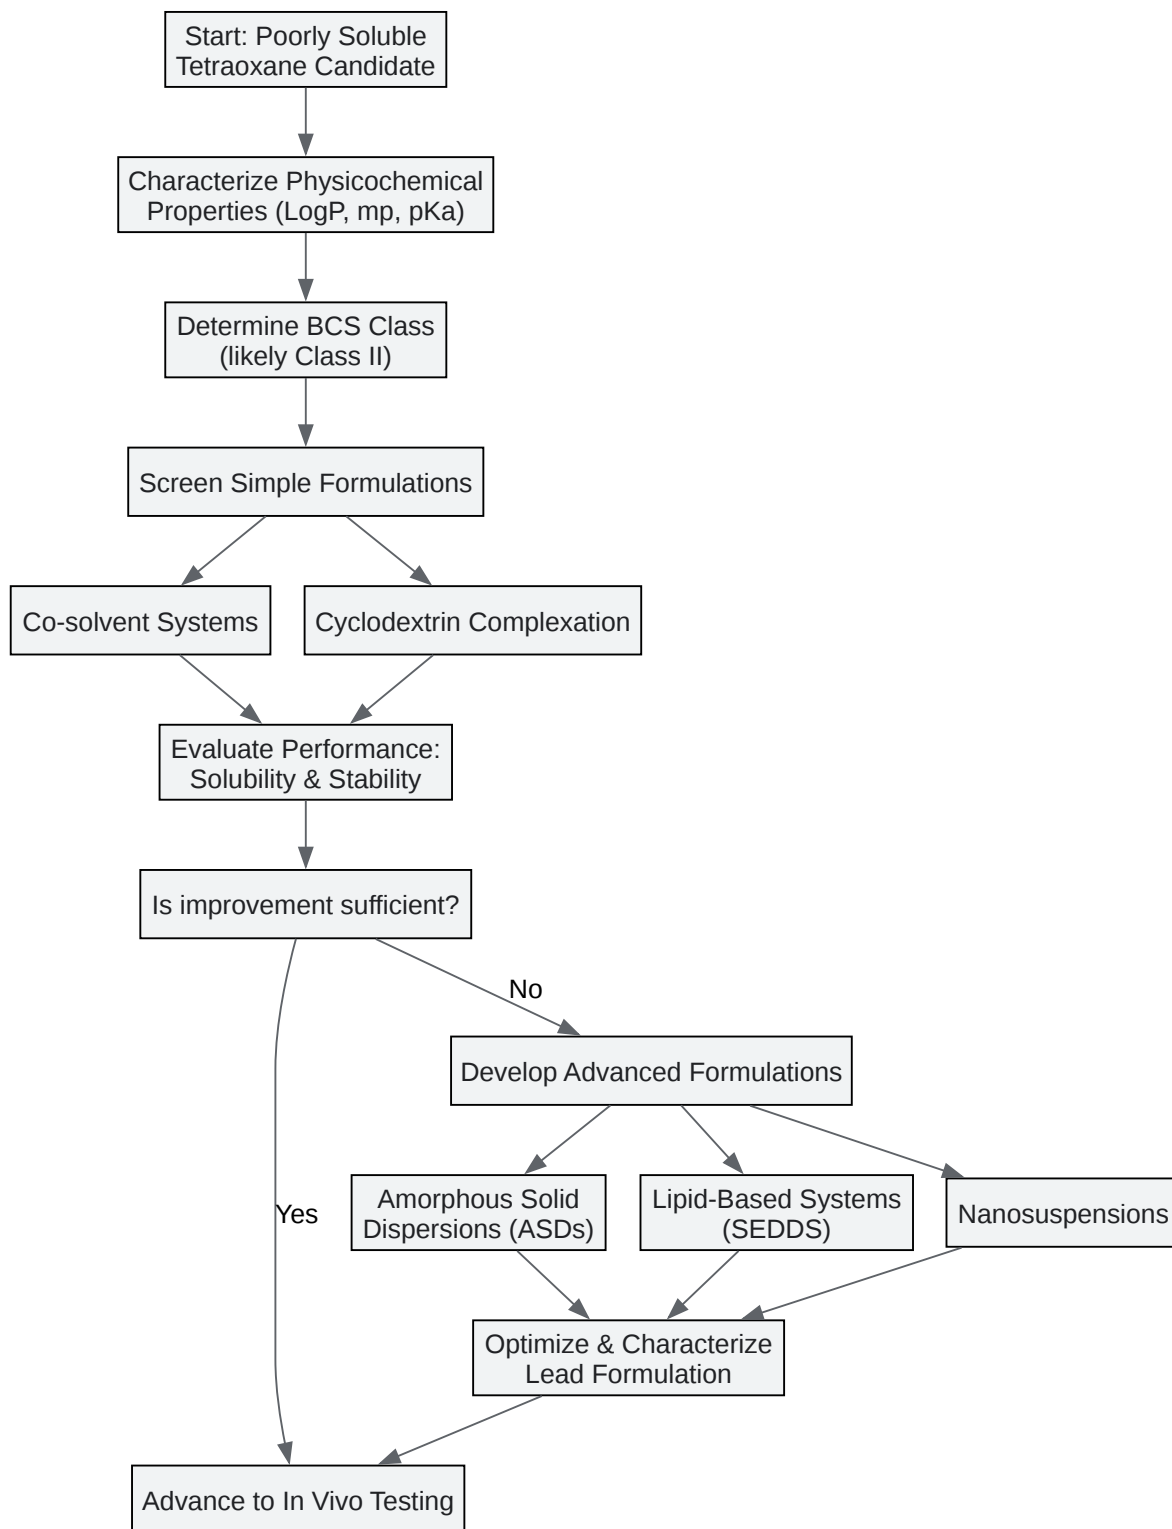 Start: Poorly Soluble
Tetraoxane Candidate
Characterize Physicochemical
Properties (LogP, mp, pKa)
Determine BCS Class
(likely Class II)
Screen Simple Formulations
Co-solvent Systems
Cyclodextrin Complexation
Evaluate Performance:
Solubility & Stability
Is improvement sufficient?
No
Develop Advanced Formulations
Yes
Amorphous Solid
Dispersions (ASDs)
Lipid-Based Systems
(SEDDS)
Nanosuspensions
Optimize & Characterize
Lead Formulation
Advance to In Vivo Testing